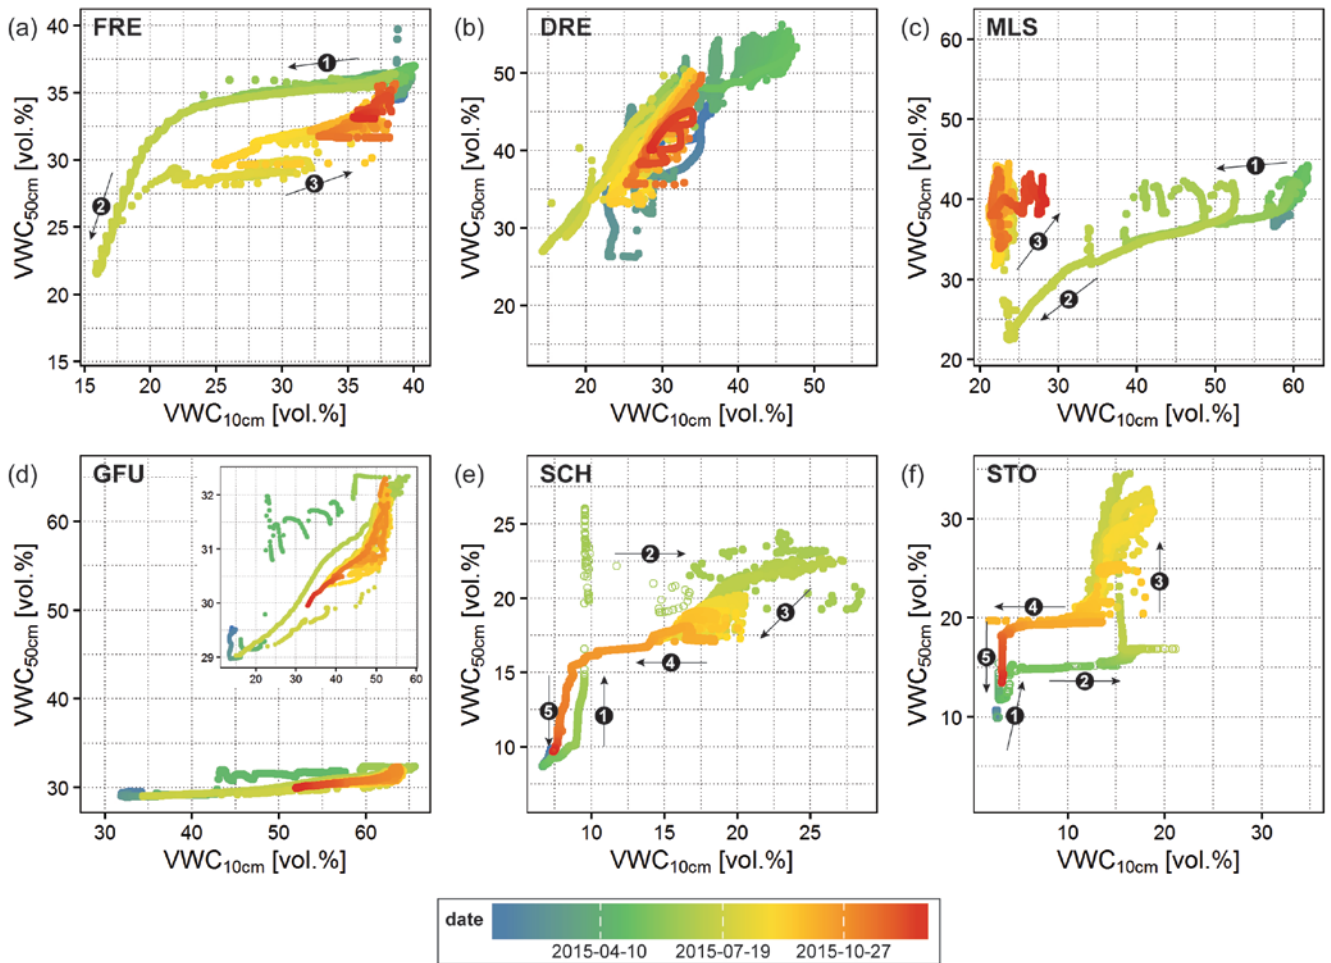 (a) FRE
40
35
30
25
20
15
VWC50cm [vol.%]
1
2
3
15 20 25 30 35 40
VWC10cm [vol.%]
(b) DRE
50
40
30
20
VWC50cm [vol.%]
20 30 40 50
VWC10cm [vol.%]
(c) MLS
60
50
40
30
20
VWC50cm [vol.%]
1
3
2
20 30 40 50 60
VWC10cm [vol.%]
(d) GFU
60
50
40
30
VWC50cm [vol.%]
32
31
30
29
20 30 40 50 60
30 40 50 60
VWC10cm [vol.%]
(e) SCH
25
20
15
10
VWC50cm [vol.%]
2
3
4
5 1
10 15 20 25
VWC10cm [vol.%]
(f) STO
30
20
10
VWC50cm [vol.%]
3
4
5
2
1
10 20 30
VWC10cm [vol.%]
date
2015-04-10 2015-07-19 2015-10-27